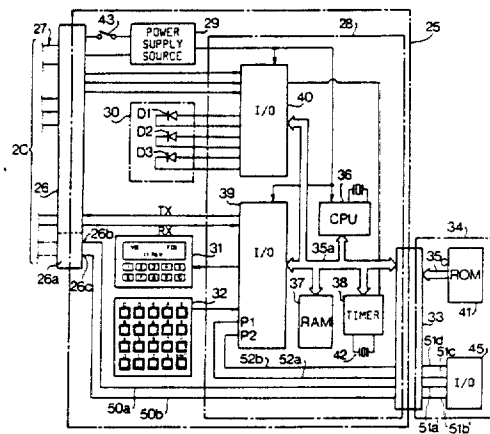 43
POWER
SUPPLY
SOURCE
29
28
25
27
30
D1
D2
D3
I/O
40
2C
39
36
CPU
TX
RX
26
26b
31
I/O
35a
34
35
ROM
41
26a
26c
32
P1
P2
37
RAM
38
TIMER
33
42
52b
52a
51d
51c
45
I/O
50a
50b
51a
51b